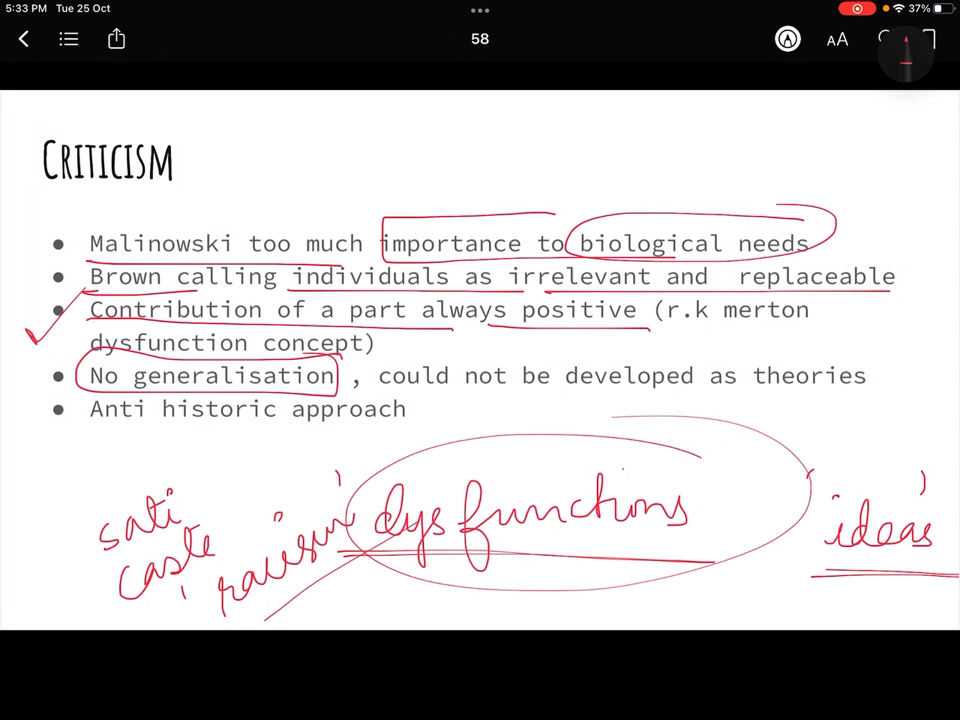 5:33 PM Tue 25 Oct
37%
58
AA
CRITICISM
● Malinowski too much importance to biological needs
● Brown calling individuals as irrelevant and replaceable
● Contribution of a part always positive (r.k merton
dysfunction concept)
● No generalisation , could not be developed as theories
● Anti historic approach
sati
caste
dysfunctions
ideas